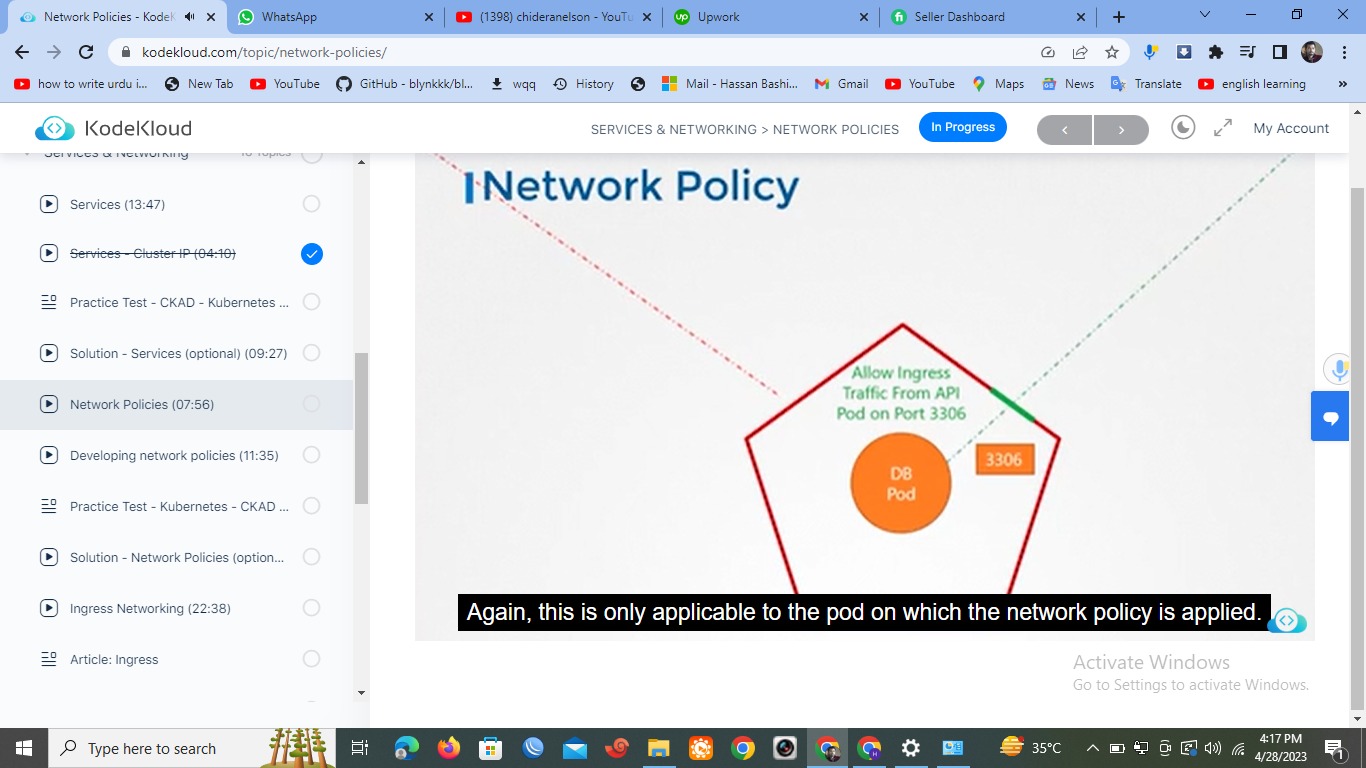 Network Policies - KodeK
WhatsApp
(1398) chideranelson - YouTu
Upwork
Seller Dashboard
kodekloud.com/topic/network-policies/
how to write urdu i...
New Tab
YouTube
GitHub - blynkkk/bl...
wqq
History
Mail - Hassan Bashi...
Gmail
YouTube
Maps
News
Translate
english learning
KodeKloud
SERVICES & NETWORKING > NETWORK POLICIES
In Progress
My Account
Services & Networking
Services (13:47)
Services - Cluster IP (04:10)
Practice Test - CKAD - Kubernetes ...
Solution - Services (optional) (09:27)
Network Policies (07:56)
Developing network policies (11:35)
Practice Test - Kubernetes - CKAD ...
Solution - Network Policies (option...
Ingress Networking (22:38)
Article: Ingress
Network Policy
Allow Ingress
Traffic From API
Pod on Port 3306
3306
DB
Pod
Again, this is only applicable to the pod on which the network policy is applied.
Activate Windows
Go to Settings to activate Windows.
Type here to search
35°C
4:17 PM
4/28/2023
1